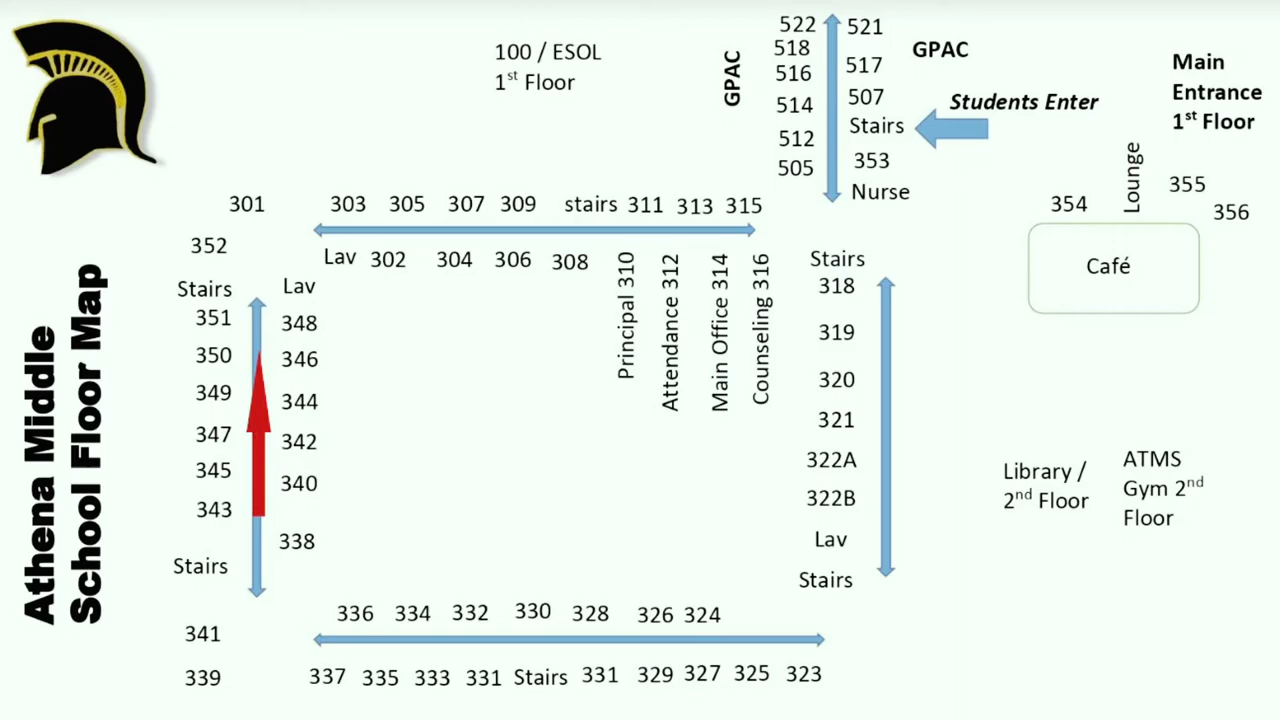 Athena Middle
School Floor Map
100 / ESOL
1st Floor
GPAC
522 521
518
516 517
514 507
512 Stairs
505 353
Nurse
GPAC
Students Enter
Main
Entrance
1st Floor
Lounge
354 355
356
Café
301 303 305 307 309 stairs 311 313 315
352
Lav 302 304 306 308 Principal 310 Attendance 312 Main Office 314 Counseling 316
Stairs Lav
351 348
350 346
349 344
347 342
345 340
343
338
Stairs
341
339
Stairs
318
319
320
321
322A
322B
Lav
Stairs
Library /
2nd Floor
ATMS
Gym 2nd
Floor
336 334 332 330 328 326 324
337 335 333 331 Stairs 331 329 327 325 323